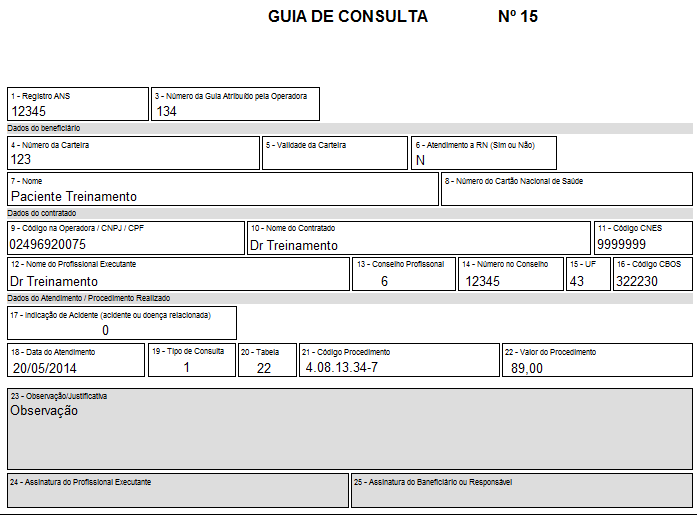 GUIA DE CONSULTA Nº 15
1 - Registro ANS 3 - Número da Guia Atribuído pela Operadora
12345 134
Dados do beneficiário
4 - Número da Carteira 5 - Validade da Carteira 6 - Atendimento a RN (Sim ou Não)
123 N
7 - Nome 8 - Número do Cartão Nacional de Saúde
Paciente Treinamento
Dados do contratado
9 - Código na Operadora / CNPJ / CPF 10 - Nome do Contratado 11 - Código CNES
02496920075 Dr Treinamento 9999999
12 - Nome do Profissional Executante 13 - Conselho Profissional 14 - Número no Conselho 15 - UF 16 - Código CBOS
Dr Treinamento 6 12345 43 322230
Dados do Atendimento / Procedimento Realizado
17 - Indicação de Acidente (acidente ou doença relacionada)
0
18 - Data do Atendimento 19 - Tipo de Consulta 20 - Tabela 21 - Código Procedimento 22 - Valor do Procedimento
20/05/2014 1 22 4.08.13.34-7 89,00
23 - Observação/Justificativa
Observação
24 - Assinatura do Profissional Executante 25 - Assinatura do Beneficiário ou Responsável